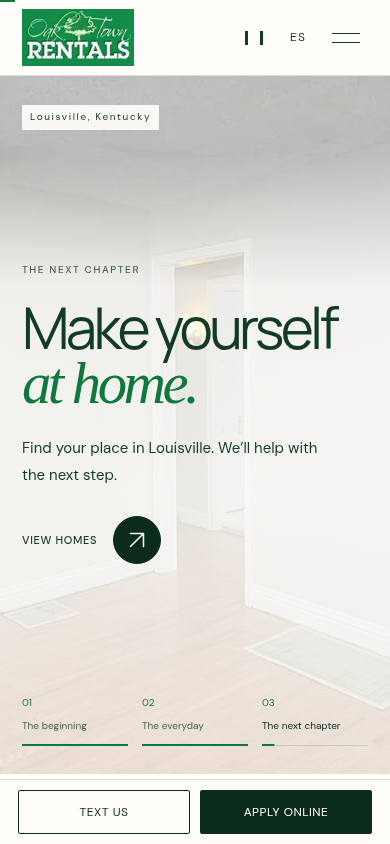 Oak Town
RENTALS
ES
Louisville, Kentucky
THE NEXT CHAPTER
Make yourself
at home.
Find your place in Louisville. We’ll help with
the next step.
VIEW HOMES
01
02
03
The beginning
The everyday
The next chapter
TEXT US
APPLY ONLINE